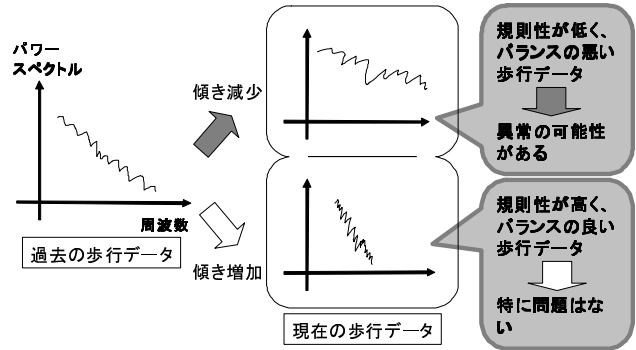 パワー
スペクトル
周波数
過去の歩行データ
傾き減少
傾き増加
現在の歩行データ
規則性が低く、
バランスの悪い
歩行データ
異常の可能性
がある
規則性が高く、
バランスの良い
歩行データ
特に問題はな
い